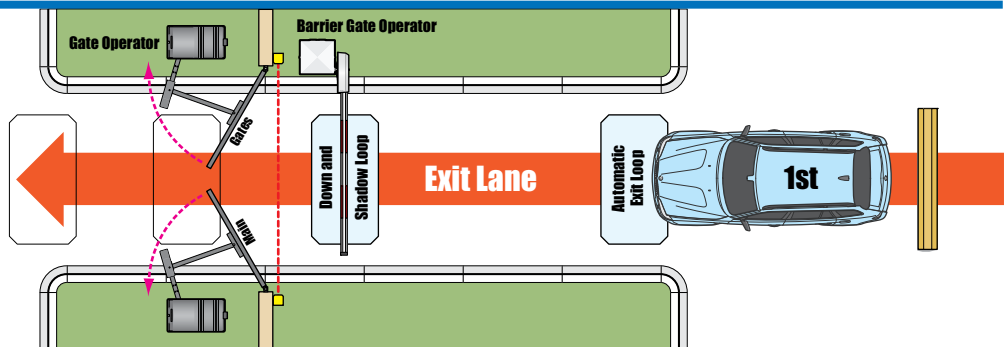 Barrier Gate Operator
Gate Operator
Gates
Main
Down and
Shadow Loop
Exit Lane
Automatic
Exit Loop
1st